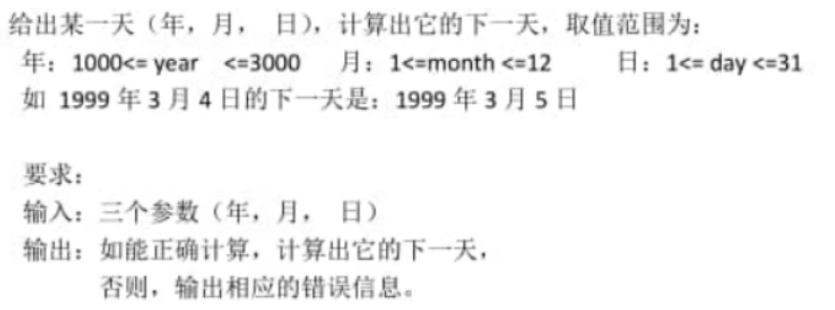 给出某一天（年，月， 日），计算出它的下一天，取值范围为：
年：1000<= year <=3000 月：1<=month <=12 日：1<= day <=31
如 1999 年 3 月 4 日的下一天是：1999 年 3 月 5 日
要求：
输入：三个参数（年，月， 日）
输出：如能正确计算，计算出它的下一天，
否则，输出相应的错误信息。